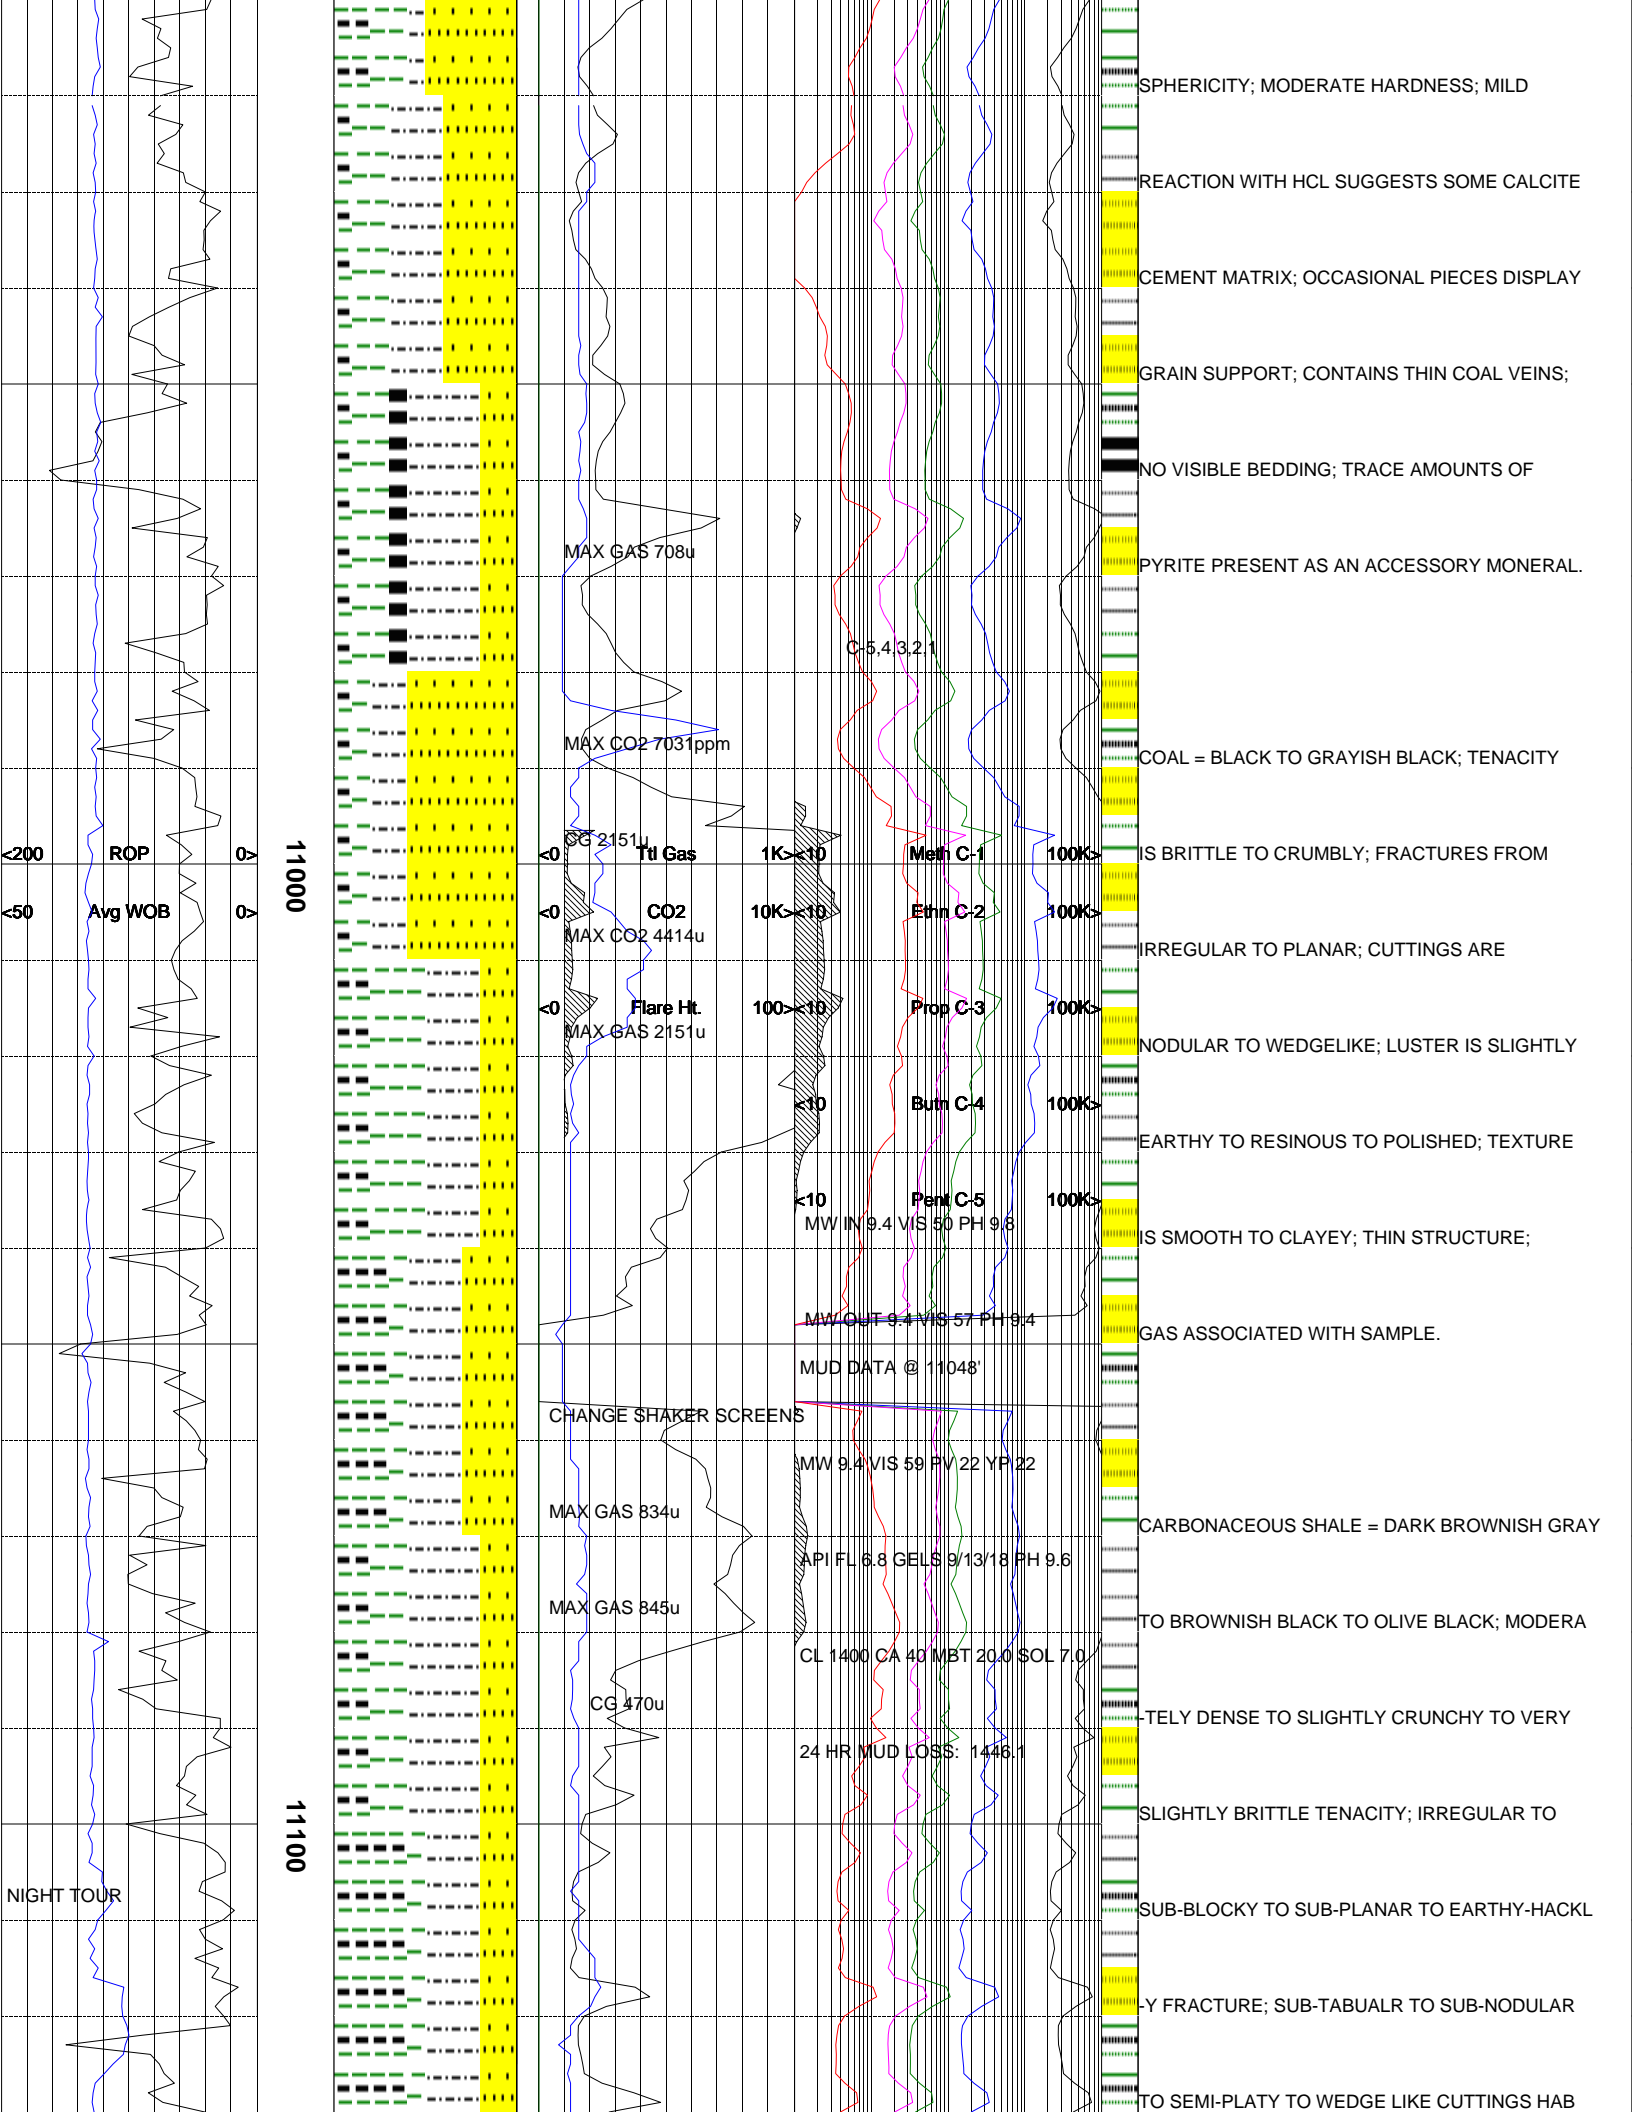 SPHERICITY; MODERATE HARDNESS; MILD
REACTION WITH HCL SUGGESTS SOME CALCITE
CEMENT MATRIX; OCCASIONAL PIECES DISPLAY
GRAIN SUPPORT; CONTAINS THIN COAL VEINS;
NO VISIBLE BEDDING; TRACE AMOUNTS OF
MAX GAS 708u
PYRITE PRESENT AS AN ACCESSORY MONERAL.
C-5,4,3,2,1
MAX CO2 7031ppm
COAL = BLACK TO GRAYISH BLACK; TENACITY
CG 2151u
<200 ROP 0>
11000
<0 Ttl Gas 1K>
<10 Meth C-1 100K>
IS BRITTLE TO CRUMBLY; FRACTURES FROM
<50 Avg WOB 0>
<0 CO2 10K>
<10 Ethn C-2 100K>
MAX CO2 4414u
IRREGULAR TO PLANAR; CUTTINGS ARE
<0 Flare Ht. 100>
<10 Prop C-3 100K>
MAX GAS 2151u
NODULAR TO WEDGELIKE; LUSTER IS SLIGHTLY
<10 Butn C-4 100K>
EARTHY TO RESINOUS TO POLISHED; TEXTURE
<10 Pent C-5 100K>
MW IN 9.4 VIS 50 PH 9.8
IS SMOOTH TO CLAYEY; THIN STRUCTURE;
MW OUT 9.4 VIS 57 PH 9.4
GAS ASSOCIATED WITH SAMPLE.
MUD DATA @ 11048'
CHANGE SHAKER SCREENS
MW 9.4 VIS 59 PV 22 YP 22
MAX GAS 834u
CARBONACEOUS SHALE = DARK BROWNISH GRAY
API FL 6.8 GELS 9/13/18 PH 9.6
MAX GAS 845u
TO BROWNISH BLACK TO OLIVE BLACK; MODERA
CL 1400 CA 40 MBT 20.0 SOL 7.0
CG 470u
-TELY DENSE TO SLIGHTLY CRUNCHY TO VERY
24 HR MUD LOSS: 1446.1
SLIGHTLY BRITTLE TENACITY; IRREGULAR TO
11100
NIGHT TOUR
SUB-BLOCKY TO SUB-PLANAR TO EARTHY-HACKL
-Y FRACTURE; SUB-TABUALR TO SUB-NODULAR
TO SEMI-PLATY TO WEDGE LIKE CUTTINGS HAB